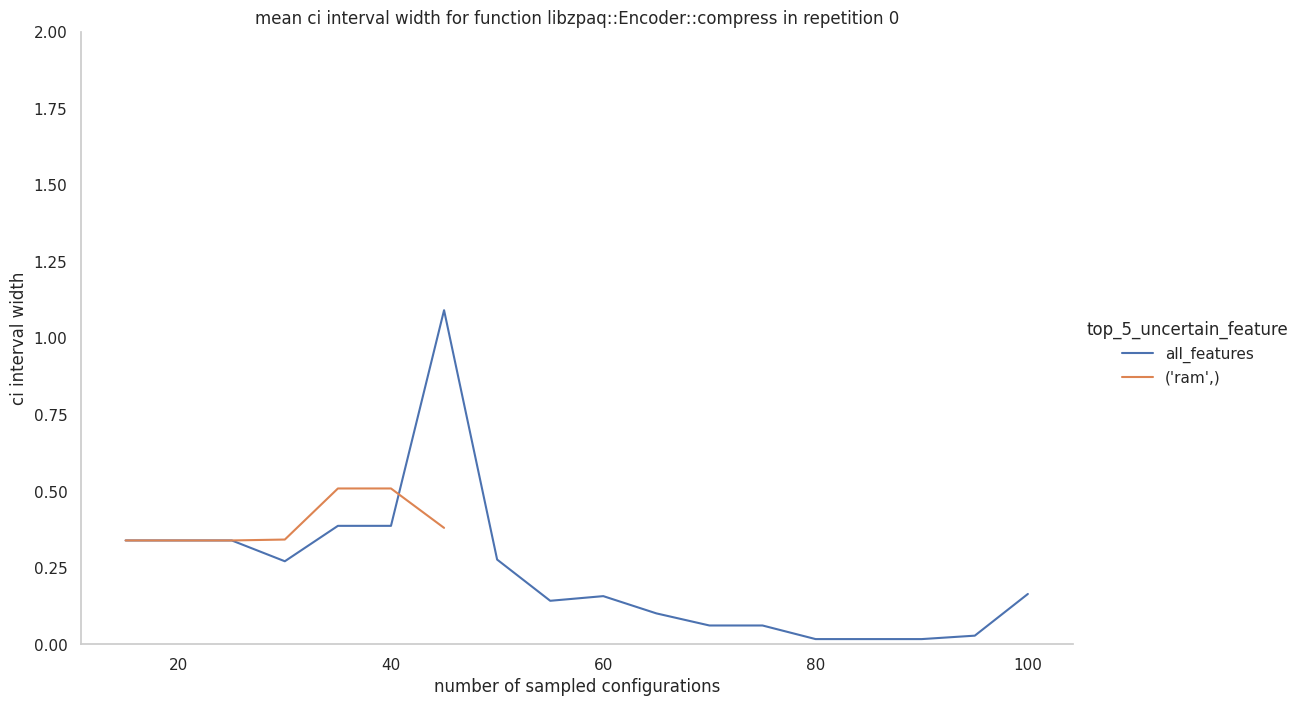 mean ci interval width for function libzpaq::Encoder::compress in repetition 0
2.00
1.75
1.50
1.25
1.00
0.75
0.50
0.25
0.00
ci interval width
20
40
60
80
100
number of sampled configurations
top_5_uncertain_feature
all_features
('ram',)